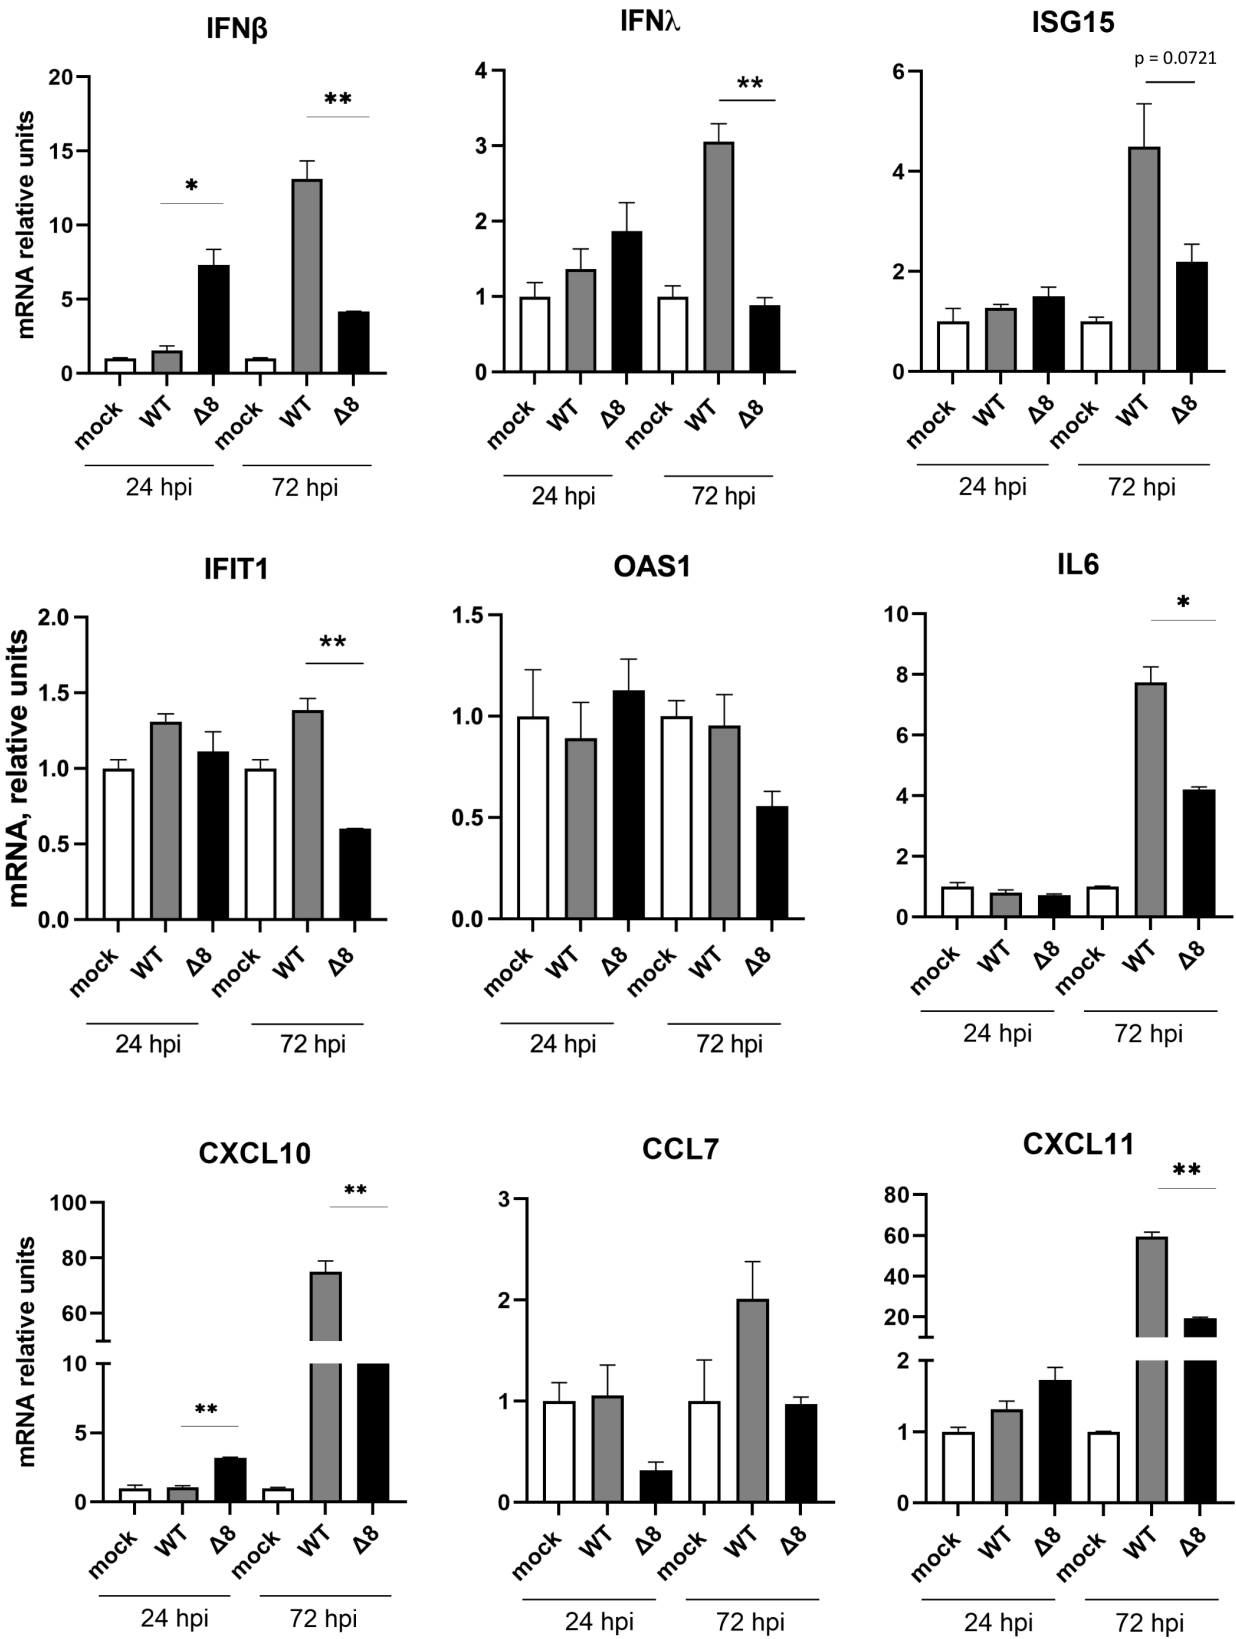 IFNβ
IFNλ
ISG15
mRNA relative units
20
15
10
5
0
*
**
mock
WT
Δ8
mock
WT
Δ8
24 hpi
72 hpi
4
3
2
1
0
**
mock
WT
Δ8
mock
WT
Δ8
24 hpi
72 hpi
p = 0.0721
6
4
2
0
mock
WT
Δ8
mock
WT
Δ8
24 hpi
72 hpi
IFIT1
OAS1
IL6
mRNA, relative units
2.0
1.5
1.0
0.5
0.0
**
mock
WT
Δ8
mock
WT
Δ8
24 hpi
72 hpi
1.5
1.0
0.5
0.0
mock
WT
Δ8
mock
WT
Δ8
24 hpi
72 hpi
10
8
6
4
2
0
*
mock
WT
Δ8
mock
WT
Δ8
24 hpi
72 hpi
CXCL10
CCL7
CXCL11
mRNA relative units
100
80
60
10
5
0
**
**
mock
WT
Δ8
mock
WT
Δ8
24 hpi
72 hpi
3
2
1
0
mock
WT
Δ8
mock
WT
Δ8
24 hpi
72 hpi
80
60
40
20
2
1
0
**
mock
WT
Δ8
mock
WT
Δ8
24 hpi
72 hpi